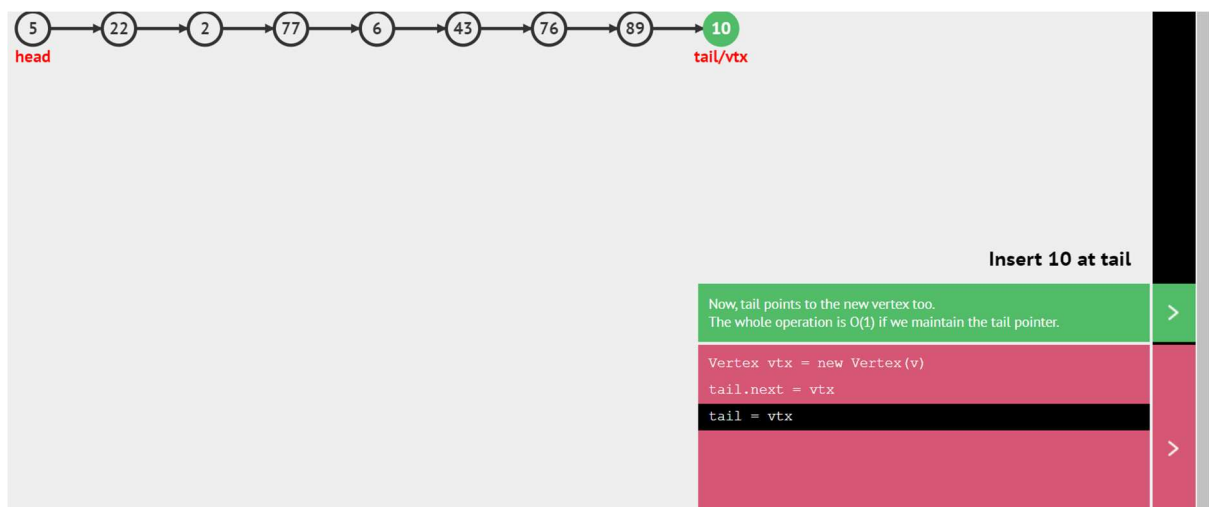 5 22 2 77 6 43 76 89 10
head tail/vtx
Insert 10 at tail
Now, tail points to the new vertex too.
The whole operation is O(1) if we maintain the tail pointer.
Vertex vtx = new Vertex(v)
tail.next = vtx
tail = vtx